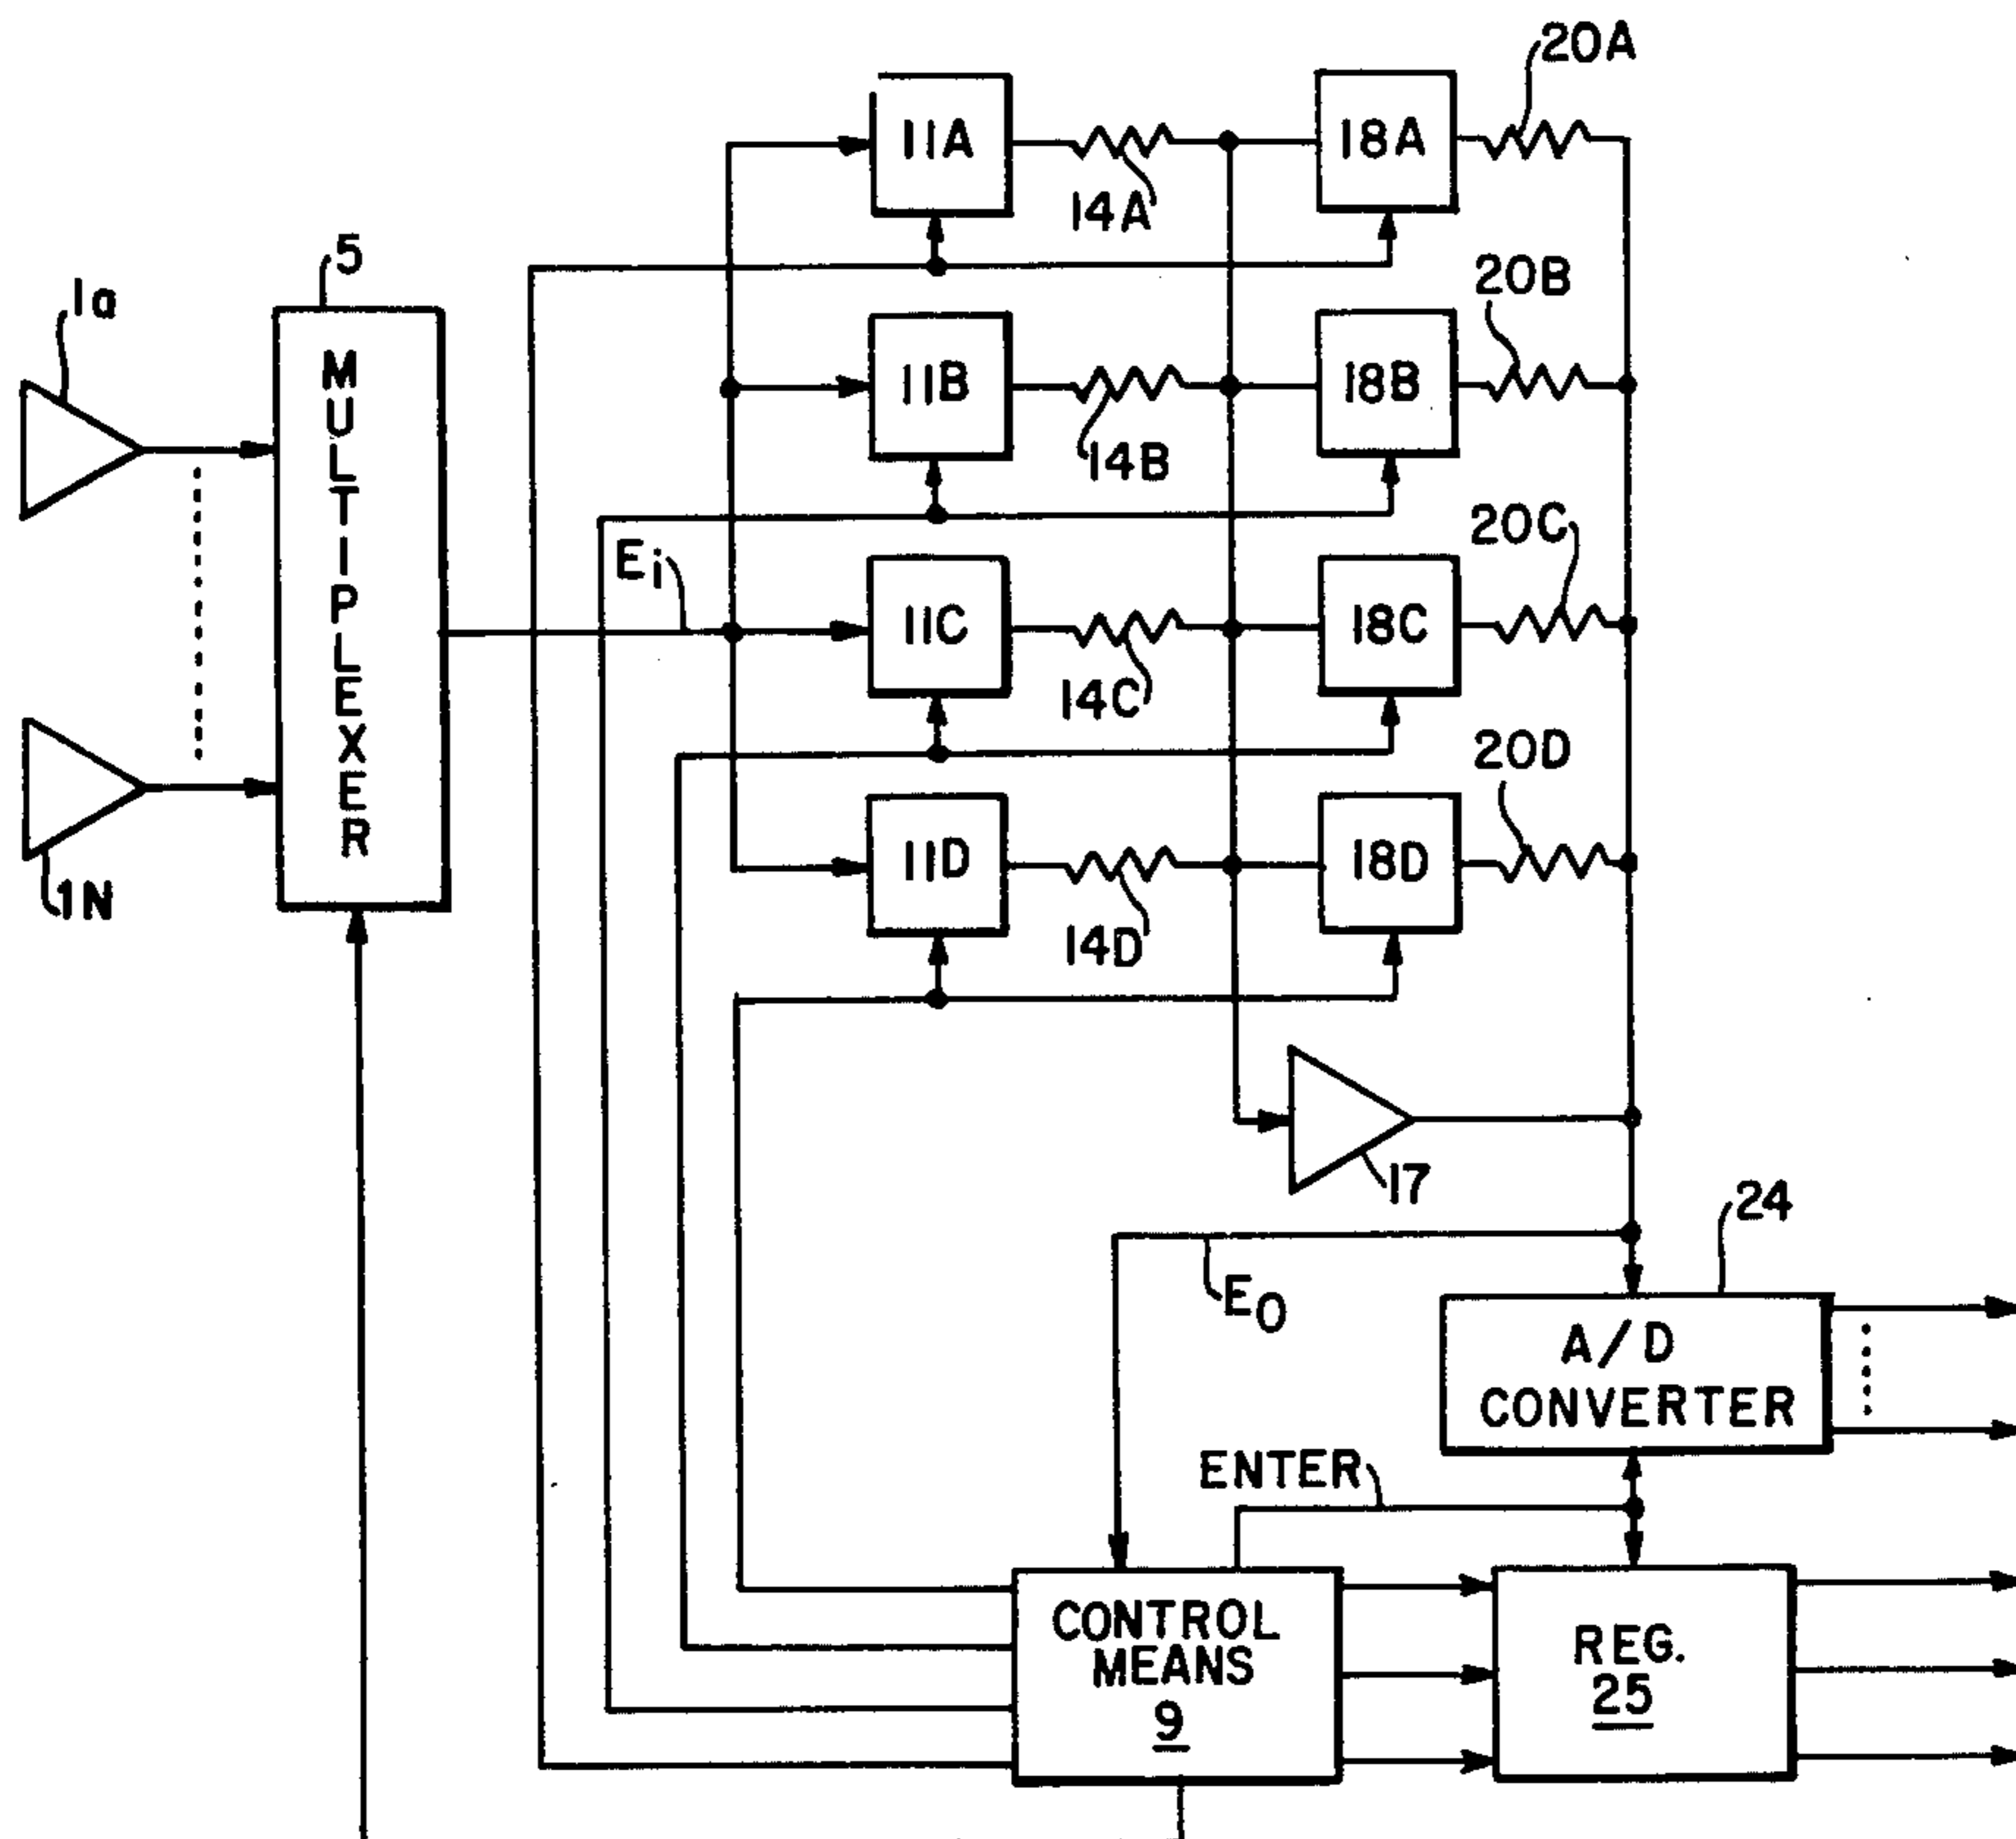 20A
11A
18A
14A
5
1a
20B
MULTIPLEXER
11B
18B
14B
20C
Ei
11C
18C
14C
20D
11D
18D
1N
14D
17
24
EO
A/D
CONVERTER
ENTER
CONTROL
MEANS
9
REG.
25